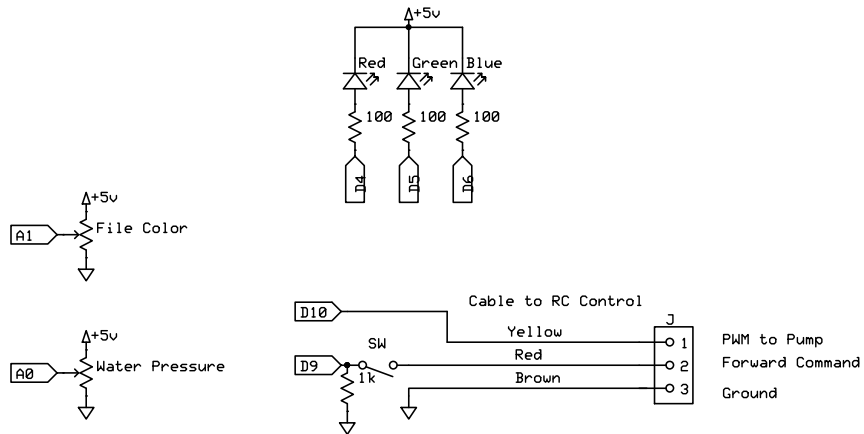 +5v
Red Green Blue
100 100 100
D4 D5 D6
+5v
File Color
A1
+5v
Water Pressure
A0
Cable to RC Control
D10
J
Yellow
1 PWM to Pump
SW
D9
Red
2 Forward Command
1k
Brown
3 Ground